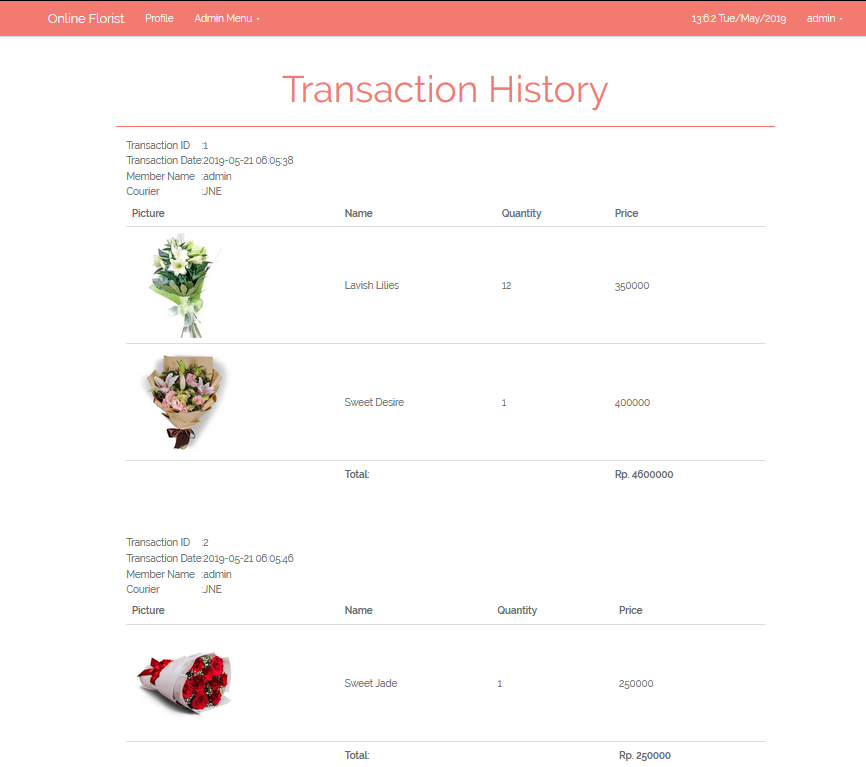 Online Florist Profile Admin Menu 13:6:2 Tue/May/2019 admin
Transaction History
Transaction ID :1
Transaction Date:2019-05-21 06:05:38
Member Name :admin
Courier :JNE
Picture Name Quantity Price
Lavish Lilies 12 350000
Sweet Desire 1 400000
Total: Rp. 4600000
Transaction ID :2
Transaction Date:2019-05-21 06:05:46
Member Name :admin
Courier :JNE
Picture Name Quantity Price
Sweet Jade 1 250000
Total: Rp. 250000